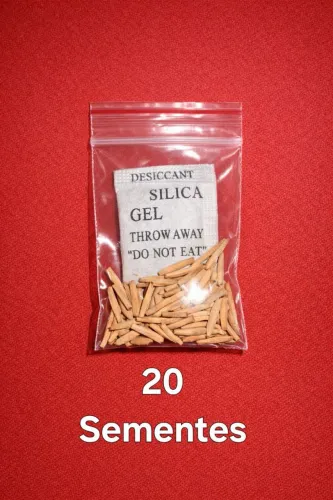 DESICCANT
SILICA
GEL
THROW AWAY
"DO NOT EAT"
20
Sementes